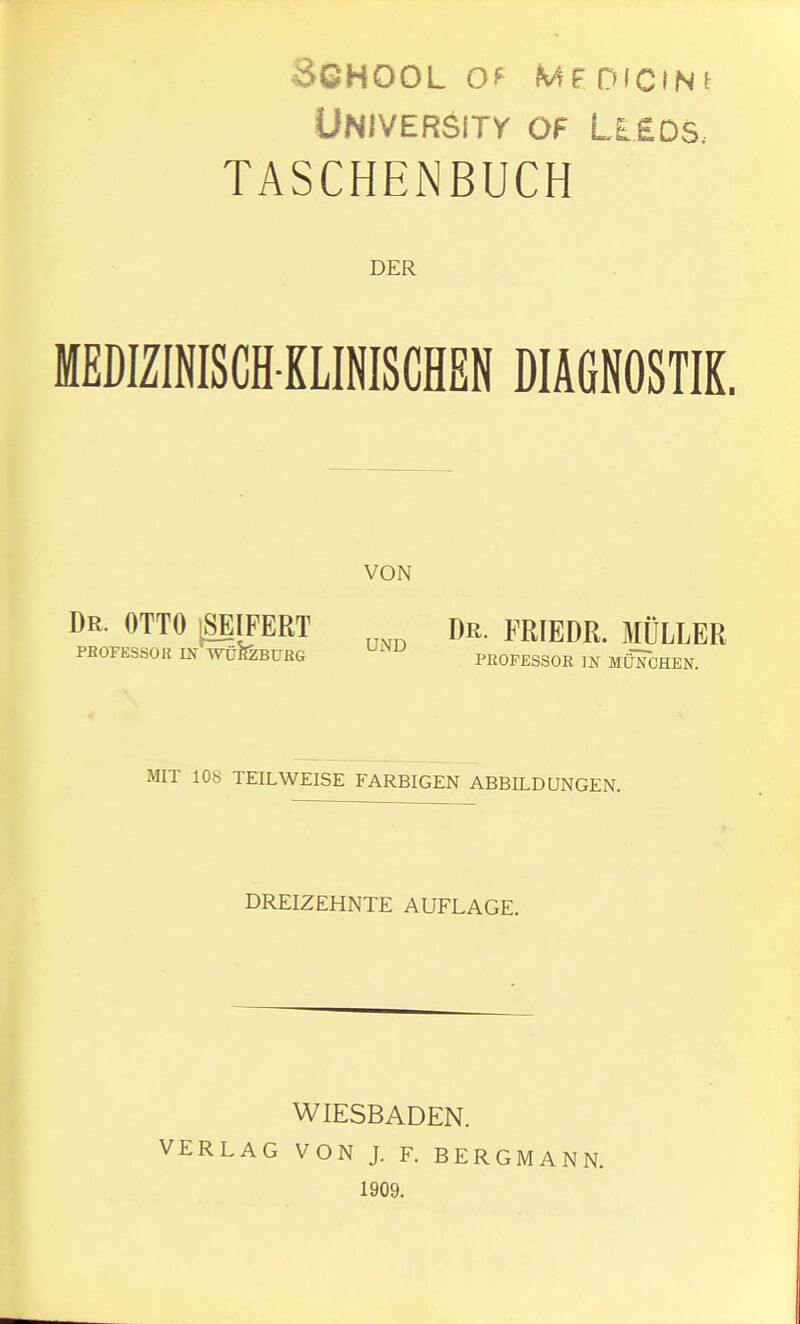 SCHOOL OF MEDICINE
UNIVERSITY OF LEEDS.
TASCHENBUCH
DER
MEDIZINISCH-KLINISCHEN DIAGNOSTIK.
VON
DR. OTTO SEIFERT UND DR. FRIEDR. MÜLLER
PROFESSOR IN WÜRZBURG PROFESSOR IN MÜNCHEN.
MIT 108 TEILWEISE FARBIGEN ABBILDUNGEN.
DREIZEHNTE AUFLAGE.
WIESBADEN.
VERLAG VON J. F. BERGMANN.
1909.